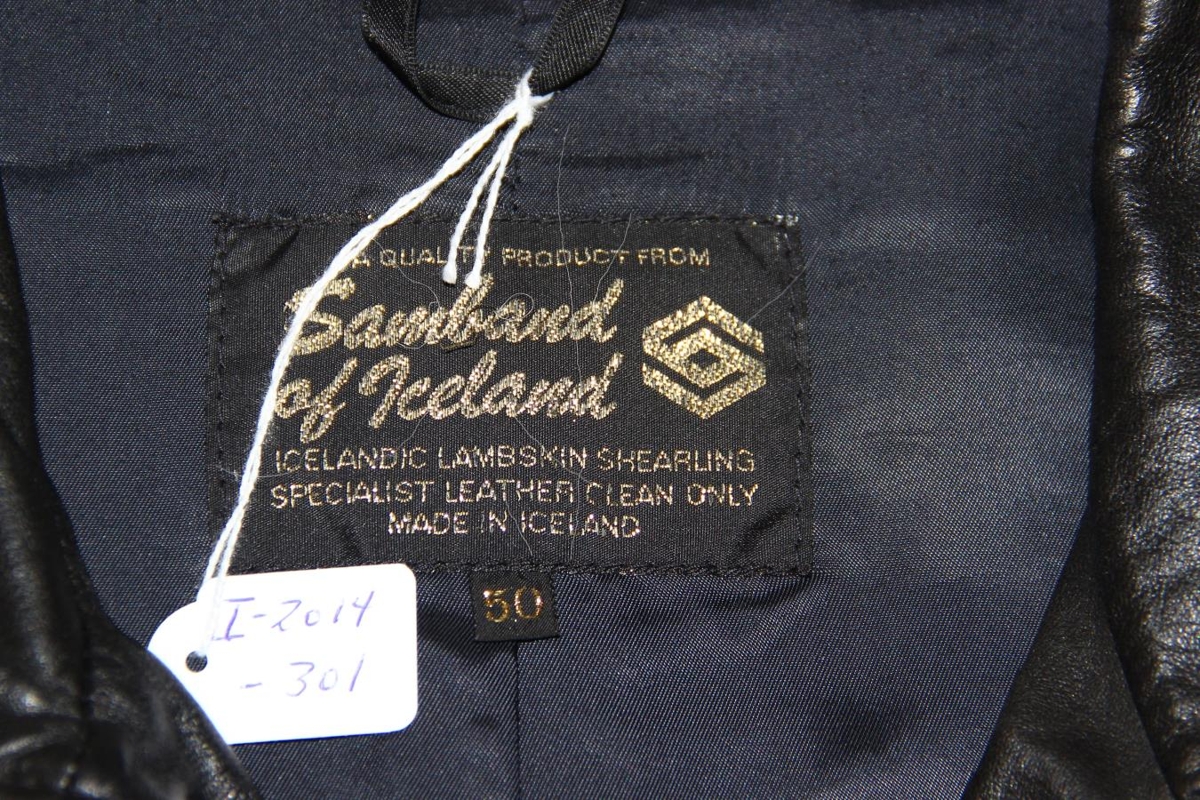 A QUALITY PRODUCT FROM
Samband
of Iceland
ICELANDIC LAMBSKIN SHEARLING
SPECIALIST LEATHER CLEAN ONLY
MADE IN ICELAND
50
II-2014
- 301